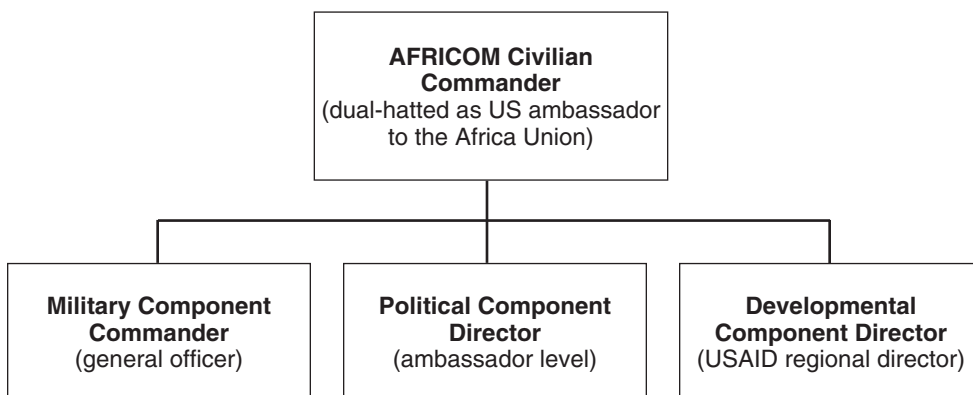 AFRICOM Civilian
Commander
(dual-hatted as US ambassador
to the Africa Union)
Military Component
Commander
(general officer)
Political Component
Director
(ambassador level)
Developmental
Component Director
(USAID regional director)